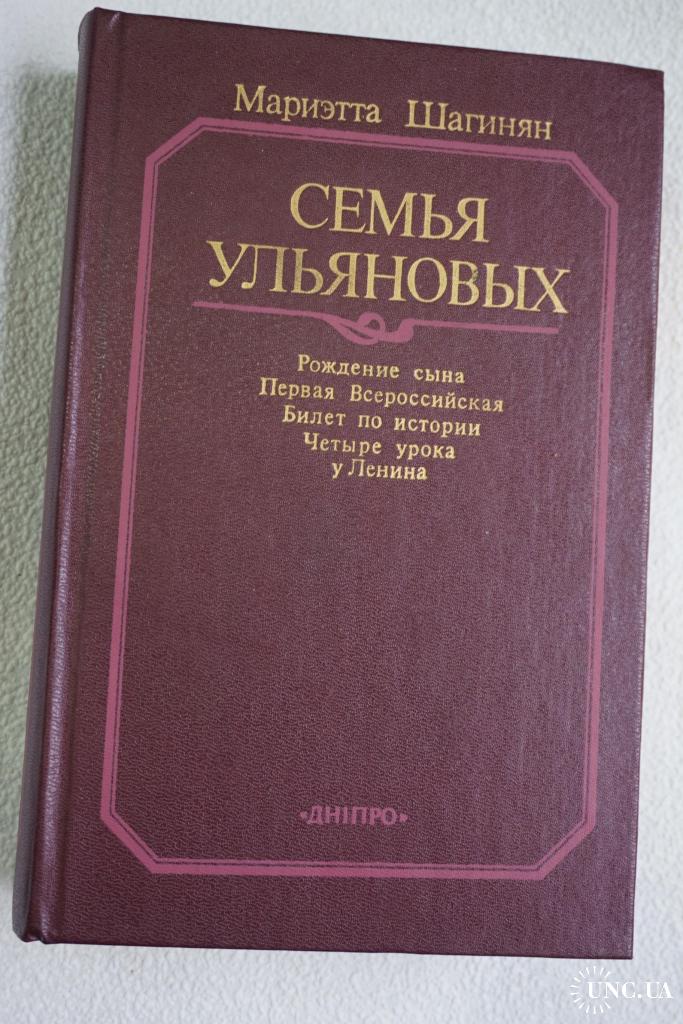 Мариэтта Шагинян
СЕМЬЯ
УЛЬЯНОВЫХ
Рождение сына
Первая Всероссийская
Билет по истории
Четыре урока
у Ленина
«ДНІПРО»
UNC.UA